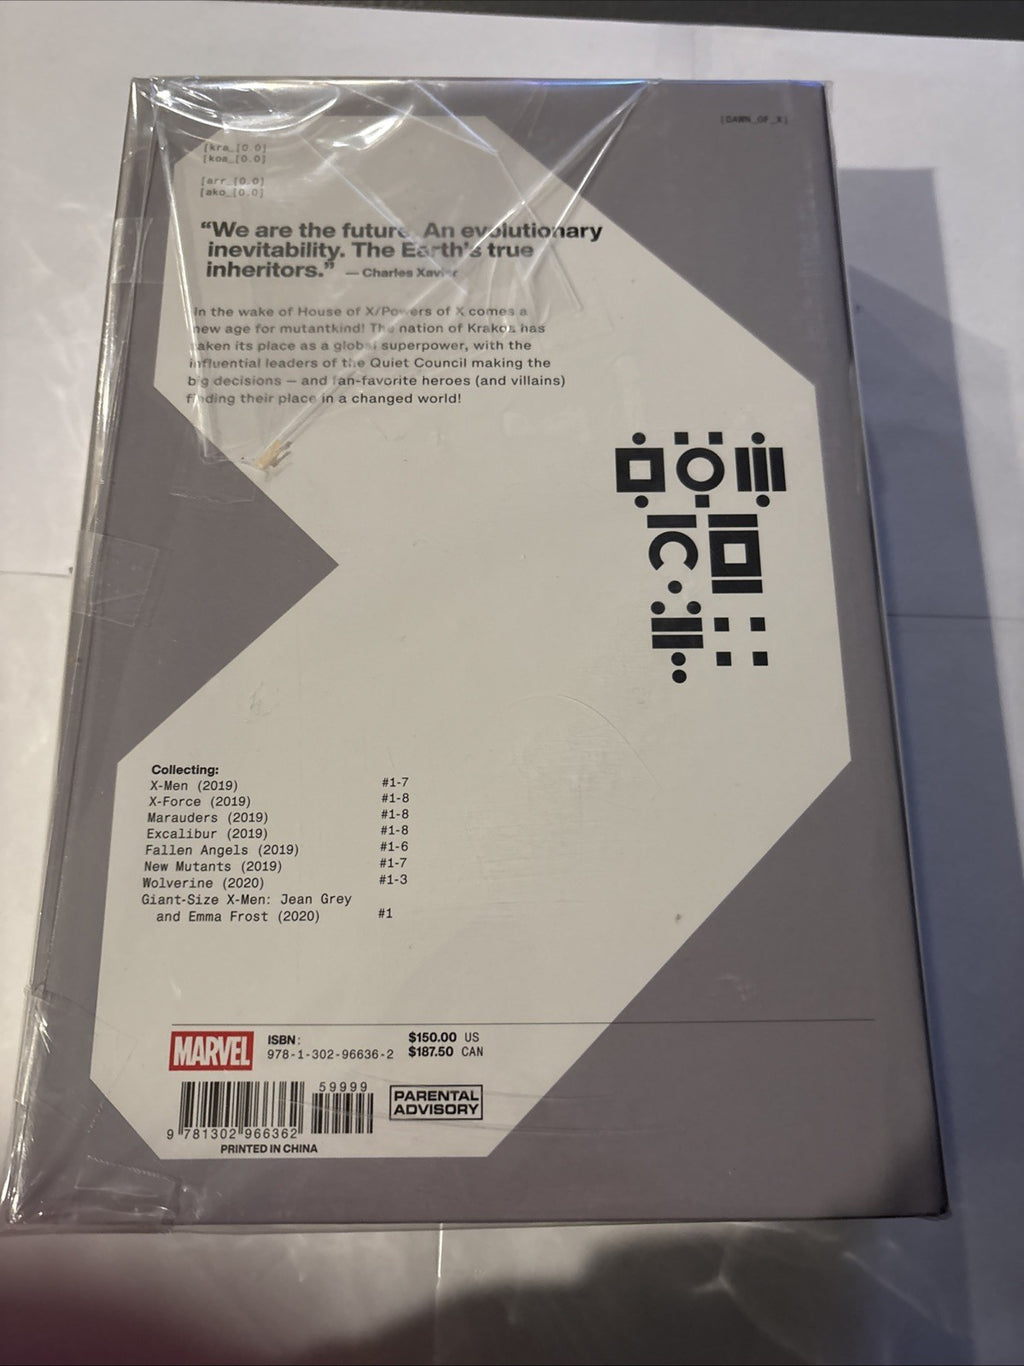 [DAWN_OF_X]
[kra_[0.0]
[koa_[0.0]
[arr_[0.0]
[ako_[0.0]
“We are the future. An evolutionary
inevitability. The Earth’s true
inheritors.” — Charles Xavier
In the wake of House of X/Powers of X comes a
new age for mutantkind! The nation of Krakoa has
taken its place as a global superpower, with the
influential leaders of the Quiet Council making the
big decisions — and fan-favorite heroes (and villains)
finding their place in a changed world!
Collecting:
X-Men (2019) #1-7
X-Force (2019) #1-8
Marauders (2019) #1-8
Excalibur (2019) #1-8
Fallen Angels (2019) #1-6
New Mutants (2019) #1-7
Wolverine (2020) #1-3
Giant-Size X-Men: Jean Grey
and Emma Frost (2020) #1
MARVEL
ISBN:
978-1-302-96636-2
$150.00 US
$187.50 CAN
59999
9 781302 966362
PARENTAL
ADVISORY
PRINTED IN CHINA